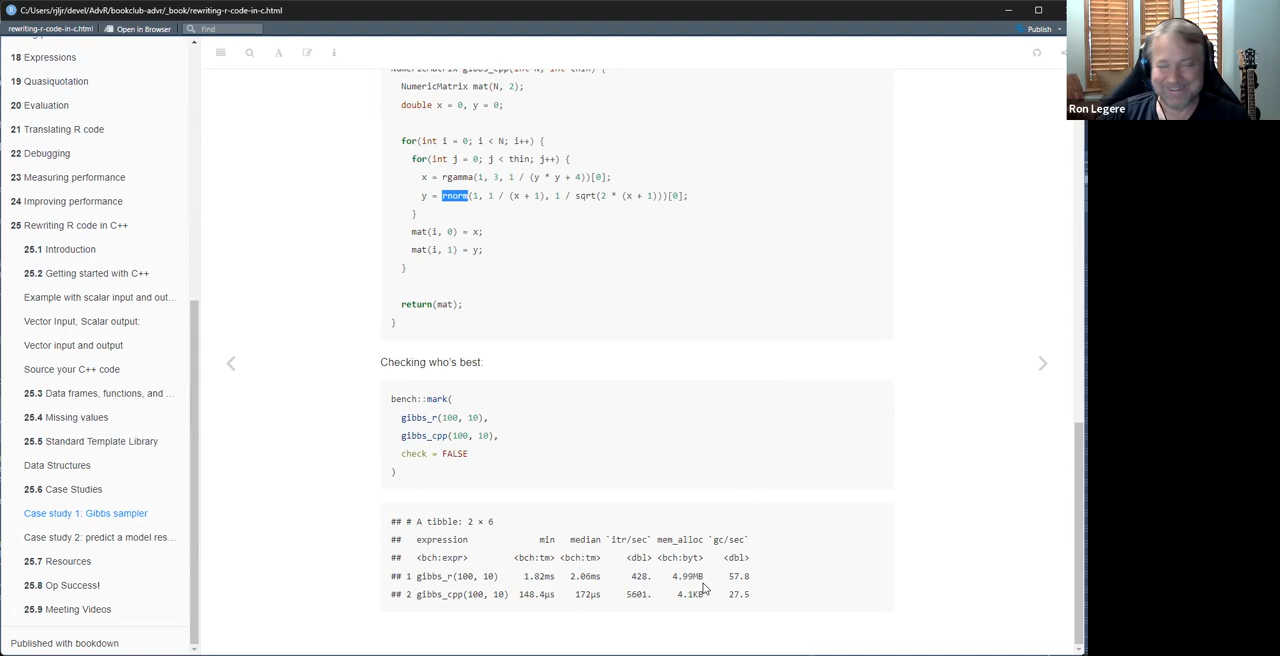 C:/Users/rjljr/devel/AdvR/bookclub-advr/_book/rewriting-r-code-in-c.html
rewriting-r-code-in-c.html
Open in Browser
Find
Publish
Ron Legere
18 Expressions
19 Quasiquotation
20 Evaluation
21 Translating R code
22 Debugging
23 Measuring performance
24 Improving performance
25 Rewriting R code in C++
25.1 Introduction
25.2 Getting started with C++
Example with scalar input and out…
Vector Input, Scalar output:
Vector input and output
Source your C++ code
25.3 Data frames, functions, and …
25.4 Missing values
25.5 Standard Template Library
Data Structures
25.6 Case Studies
Case study 1: Gibbs sampler
Case study 2: predict a model res…
25.7 Resources
25.8 Op Success!
25.9 Meeting Videos
Published with bookdown
NumericMatrix gibbs_cpp(int N, int thin) {
NumericMatrix mat(N, 2);
double x = 0, y = 0;
for(int i = 0; i < N; i++) {
for(int j = 0; j < thin; j++) {
x = rgamma(1, 3, 1 / (y * y + 4))[0];
y = rnorm(1, 1 / (x + 1), 1 / sqrt(2 * (x + 1)))[0];
}
mat(i, 0) = x;
mat(i, 1) = y;
}
return(mat);
}
Checking who's best:
bench::mark(
gibbs_r(100, 10),
gibbs_cpp(100, 10),
check = FALSE
)
## # A tibble: 2 × 6
## expression min median `itr/sec` mem_alloc `gc/sec`
## <bch:expr> <bch:tm> <bch:tm> <dbl> <bch:byt> <dbl>
## 1 gibbs_r(100, 10) 1.82ms 2.06ms 428. 4.99MB 57.8
## 2 gibbs_cpp(100, 10) 148.4µs 172µs 5601. 4.1KB 27.5